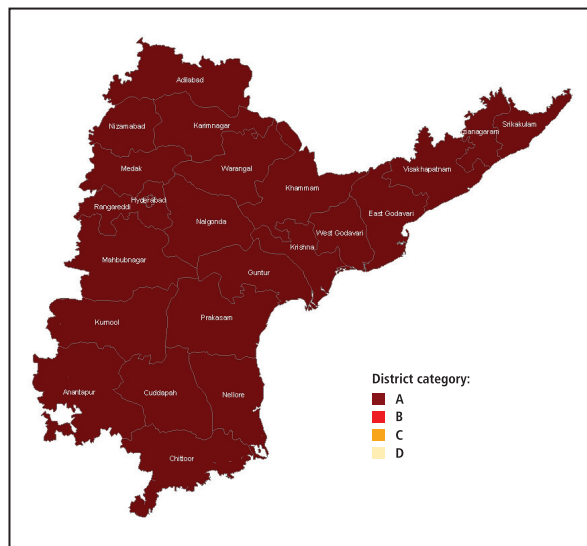 Adilabad
Nizamabad
Karimnagar
Medak
Warangal
Khammam
Hyderabad
Rangareddi
Nalgonda
Mahbubnagar
Krishna
West Godavari
East Godavari
Visakhapatnam
Srikakulam
Guntur
Kurnool
Prakasam
Anantapur
Cuddapah
Nellore
Chittoor
District category:
A
B
C
D